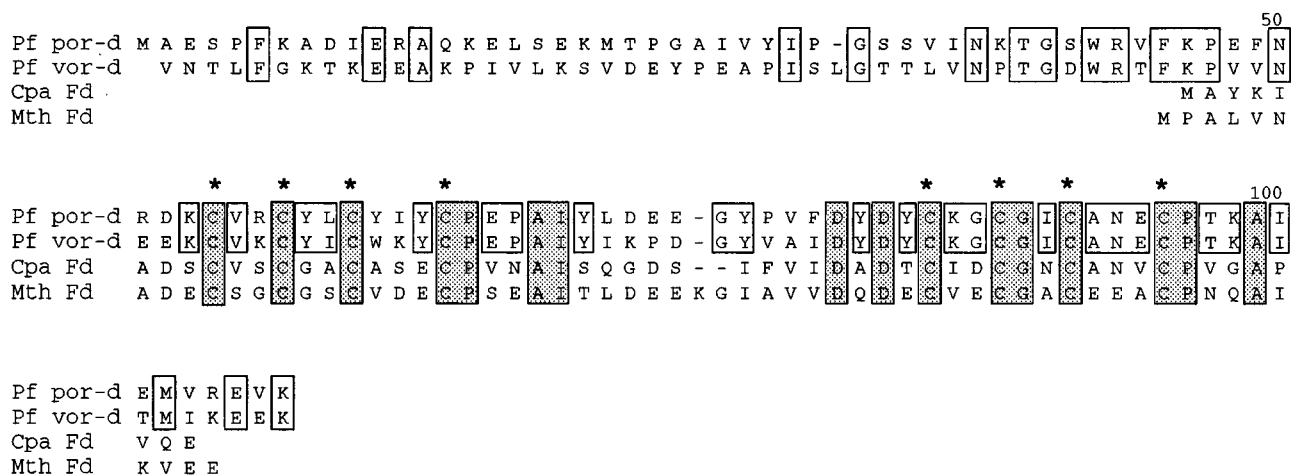 50
Pf por-d M A E S P F K A D I E R A Q K E L S E K M T P G A I V Y I P - G S S V I N K T G S W R V F K P E F N
Pf vor-d V N T L F G K T K E E A K P I V L K S V D E Y P E A P I S L G T T L V N P T G D W R T F K P V V N
Cpa Fd M A Y K I
Mth Fd M P A L V N
* * * * * * * * 100
Pf por-d R D K C V R C Y L C Y I Y C P E P A I Y L D E E - G Y P V F D Y D Y C K G C G I C A N E C P T K A I
Pf vor-d E E K C V K C Y I C W K Y C P E P A I Y I K P D - G Y V A I D Y D Y C K G C G I C A N E C P T K A I
Cpa Fd A D S C V S C G A C A S E C P V N A I S Q G D S - - I F V I D A D T C I D C G N C A N V C P V G A P
Mth Fd A D E C S G C G S C V D E C P S E A I T L D E E K G I A V V D Q D E C V E C G A C E E A C P N Q A I
Pf por-d E M V R E V K
Pf vor-d T M I K E E K
Cpa Fd V Q E
Mth Fd K V E E